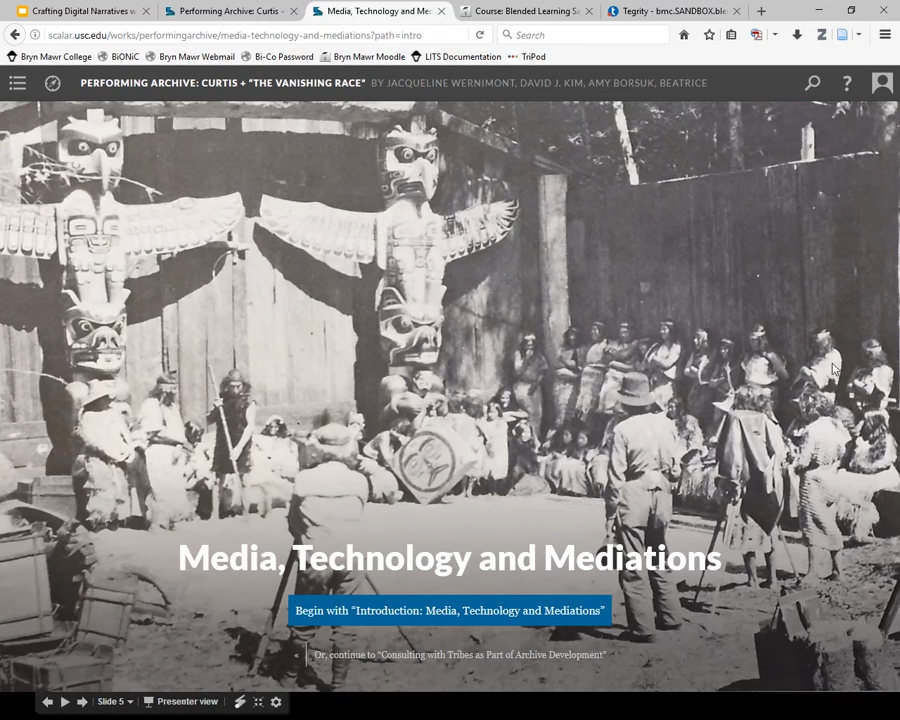 Crafting Digital Narratives w
Performing Archive: Curtis +
Media, Technology and Me
Course: Blended Learning Sa
Tegrity - bmc.SANDBOX.ble
scalar.usc.edu/works/performingarchive/media-technology-and-mediations?path=intro
Search
Bryn Mawr College
BiONiC
Bryn Mawr Webmail
Bi-Co Password
Bryn Mawr Moodle
LITS Documentation
TriPod
PERFORMING ARCHIVE: CURTIS + "THE VANISHING RACE" BY JACQUELINE WERNIMONT, DAVID J. KIM, AMY BORSUK, BEATRICE
Media, Technology and Mediations
Begin with “Introduction: Media, Technology and Mediations”
« Or, continue to “Consulting with Tribes as Part of Archive Development”
Slide 5
Presenter view